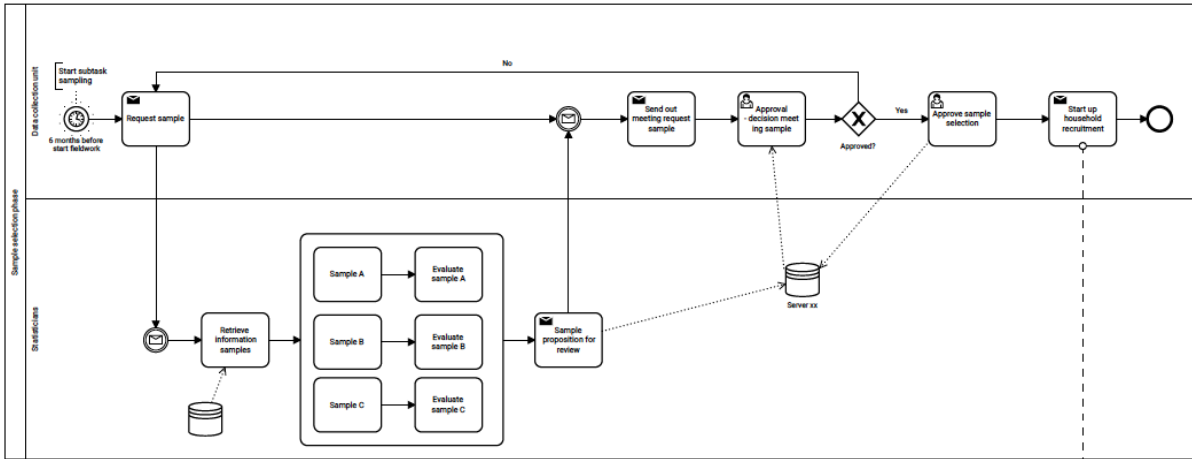 Sample selection phase
Data collection unit
Start subtask
sampling
6 months before
start fieldwork
Request sample
No
Send out
meeting request
sample
Approval
- decision meet
ing sample
Approved?
Yes
Approve sample
selection
Start up
household
recruitment
Statisticians
Retrieve
information
samples
Sample A
Evaluate
sample A
Sample B
Evaluate
sample B
Sample C
Evaluate
sample C
Sample
proposition for
review
Server xx